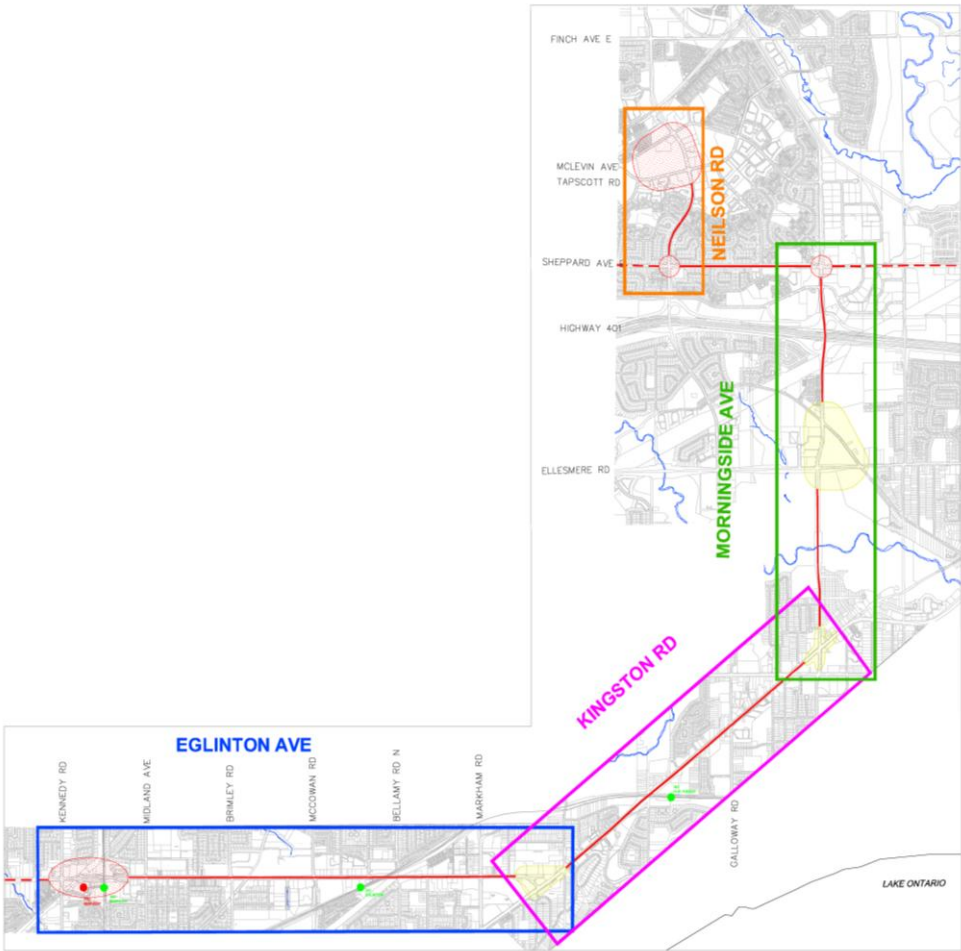 FINCH AVE E
MCLEVIN AVE
TAPSCOTT RD
NEILSON RD
SHEPPARD AVE E
HIGHWAY 401
MORNINGSIDE AVE
ELLESMERE RD
KINGSTON RD
EGLINTON AVE
KENNEDY RD
MIDLAND AVE
BRIMLEY RD
MCCOWAN RD
BELLAMY RD N
MARKHAM RD
GALLOWAY RD
LAKE ONTARIO